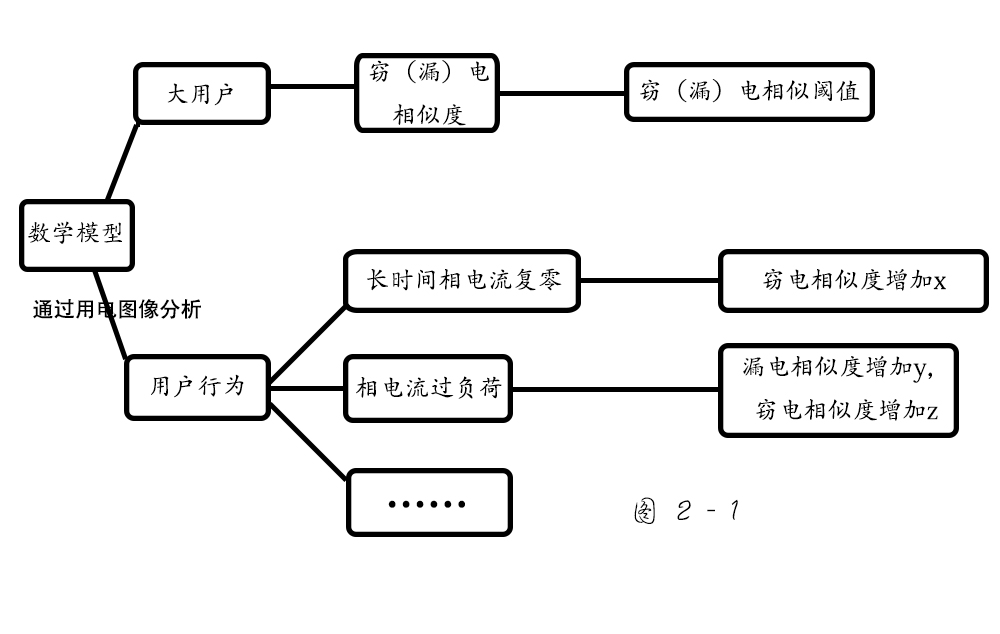 大用户
窃（漏）电
相似度
窃（漏）电相似阈值
数学模型
通过用电图像分析
长时间相电流复零
窃电相似度增加x
用户行为
相电流过负荷
漏电相似度增加y，
窃电相似度增加z
······
图 2 - 1